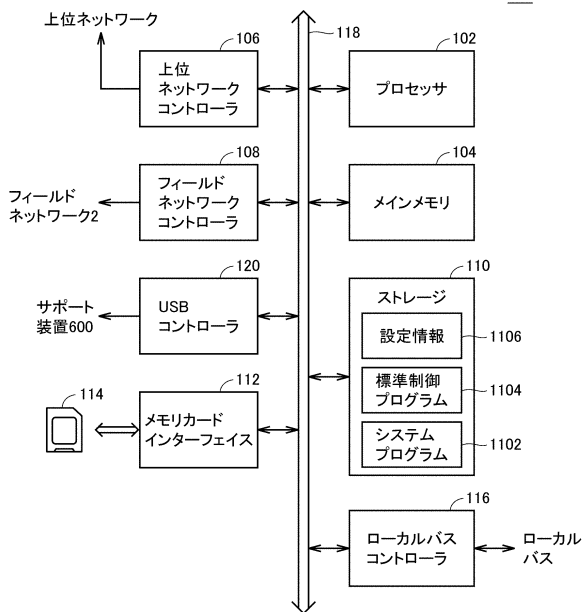 上位ネットワーク
106
上位
ネットワーク
コントローラ
118
102
プロセッサ
108
フィールド
ネットワーク
コントローラ
フィールド
ネットワーク2
104
メインメモリ
120
USB
コントローラ
サポート
装置600
110
ストレージ
設定情報
1106
標準制御
プログラム
1104
システム
プログラム
1102
114
112
メモリカード
インターフェイス
116
ローカルバス
コントローラ
ローカル
バス